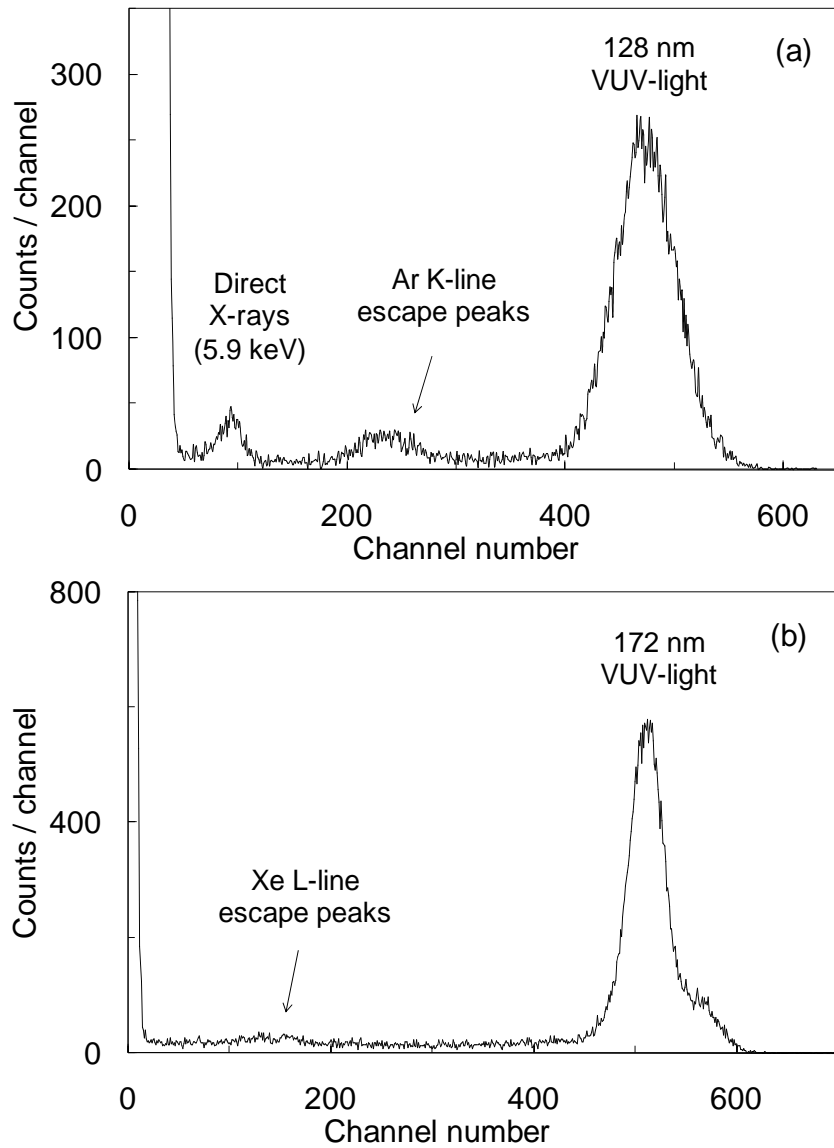 (a)
128 nm
VUV-light
Direct
X-rays
(5.9 keV)
Ar K-line
escape peaks
Counts / channel
300
200
100
0
0 200 400 600
Channel number
(b)
172 nm
VUV-light
Xe L-line
escape peaks
Counts / channel
800
400
0
0 200 400 600
Channel number